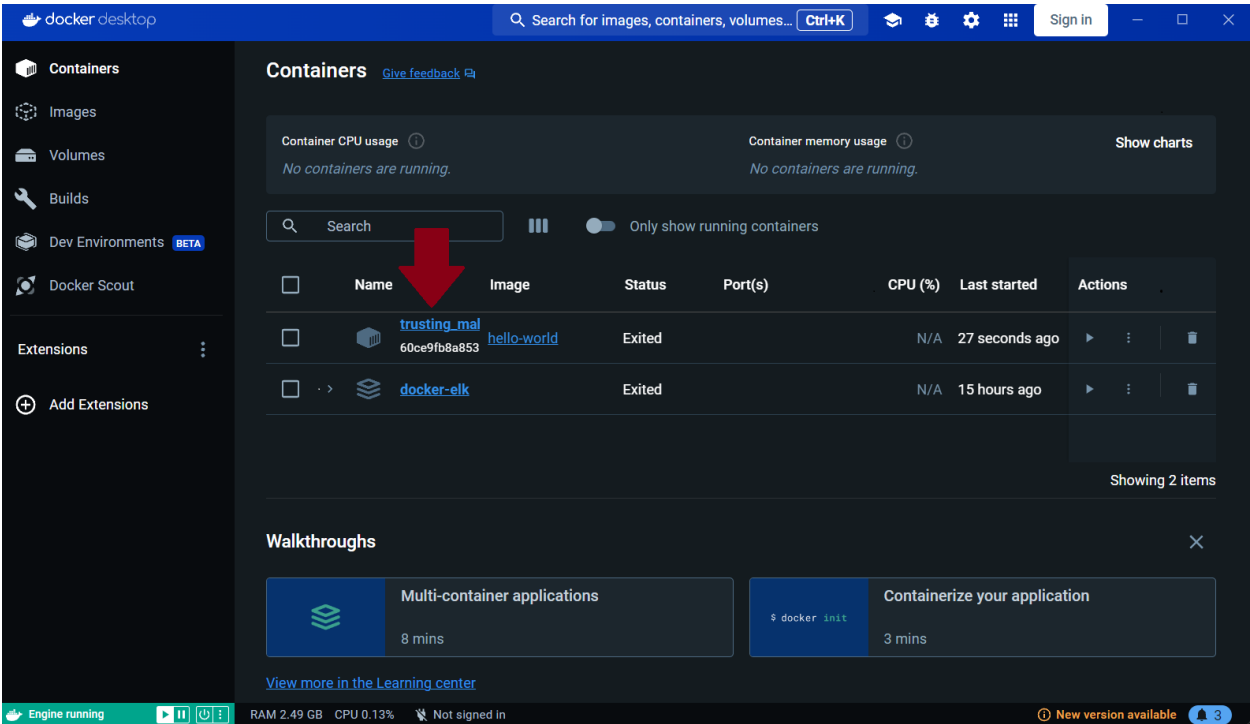 docker desktop
Search for images, containers, volumes... Ctrl+K
Sign in
Containers
Images
Volumes
Builds
Dev Environments BETA
Docker Scout
Extensions
Add Extensions
Containers Give feedback
Container CPU usage
No containers are running.
Container memory usage
No containers are running.
Show charts
Search
Only show running containers
Name Image Status Port(s) CPU (%) Last started Actions
trusting_mal
60ce9fb8a853
hello-world Exited N/A 27 seconds ago
docker-elk Exited N/A 15 hours ago
Showing 2 items
Walkthroughs
Multi-container applications
8 mins
$ docker init
Containerize your application
3 mins
View more in the Learning center
Engine running RAM 2.49 GB CPU 0.13% Not signed in New version available 3